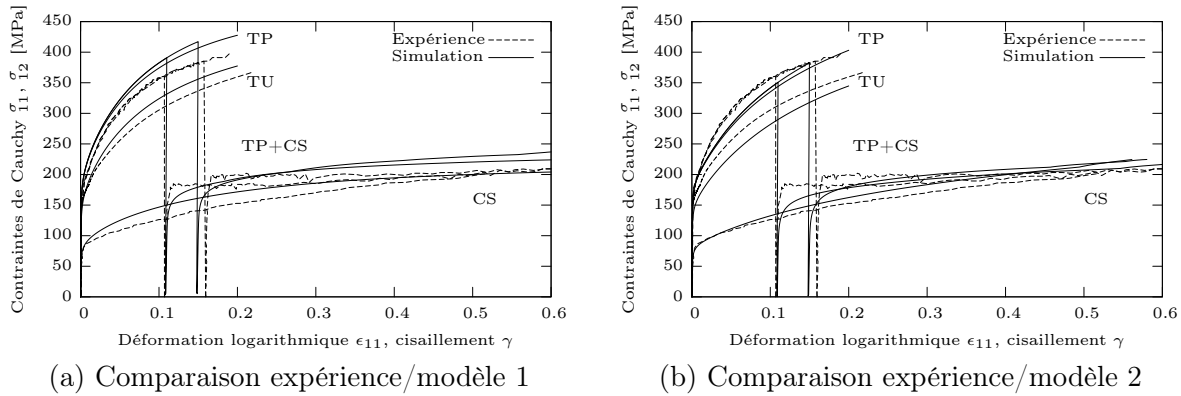 Contraintes de Cauchy σ11, σ12 [MPa]
450
400
350
300
250
200
150
100
50
0
0
0.1
0.2
0.3
0.4
0.5
0.6
TP
TU
TP+CS
CS
Expérience
Simulation
Déformation logarithmique ϵ11, cisaillement γ
(a) Comparaison expérience/modèle 1
Contraintes de Cauchy σ11, σ12 [MPa]
450
400
350
300
250
200
150
100
50
0
0
0.1
0.2
0.3
0.4
0.5
0.6
TP
TU
TP+CS
CS
Expérience
Simulation
Déformation logarithmique ϵ11, cisaillement γ
(b) Comparaison expérience/modèle 2